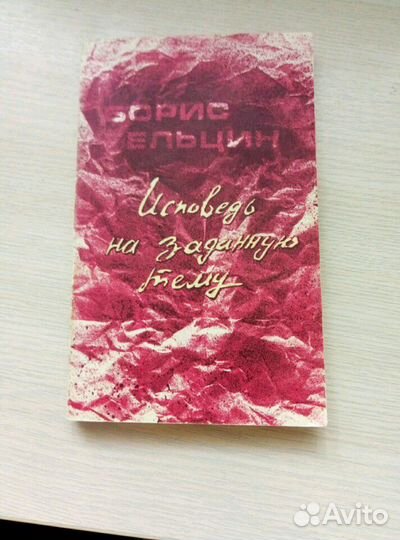 БОРИС
ЕЛЬЦИН
Исповедь
на заданную
тему
Avito